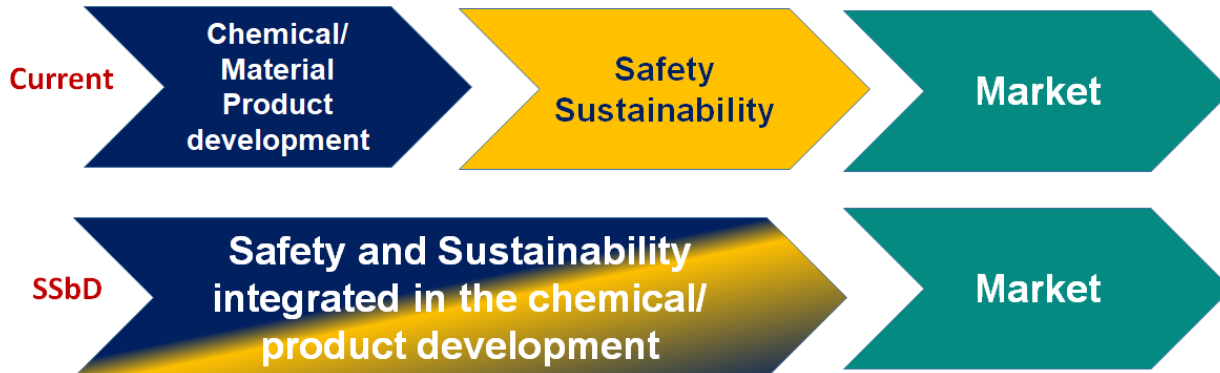 Current
Chemical/
Material
Product
development
Safety
Sustainability
Market
SSbD
Safety and Sustainability
integrated in the chemical/
product development
Market